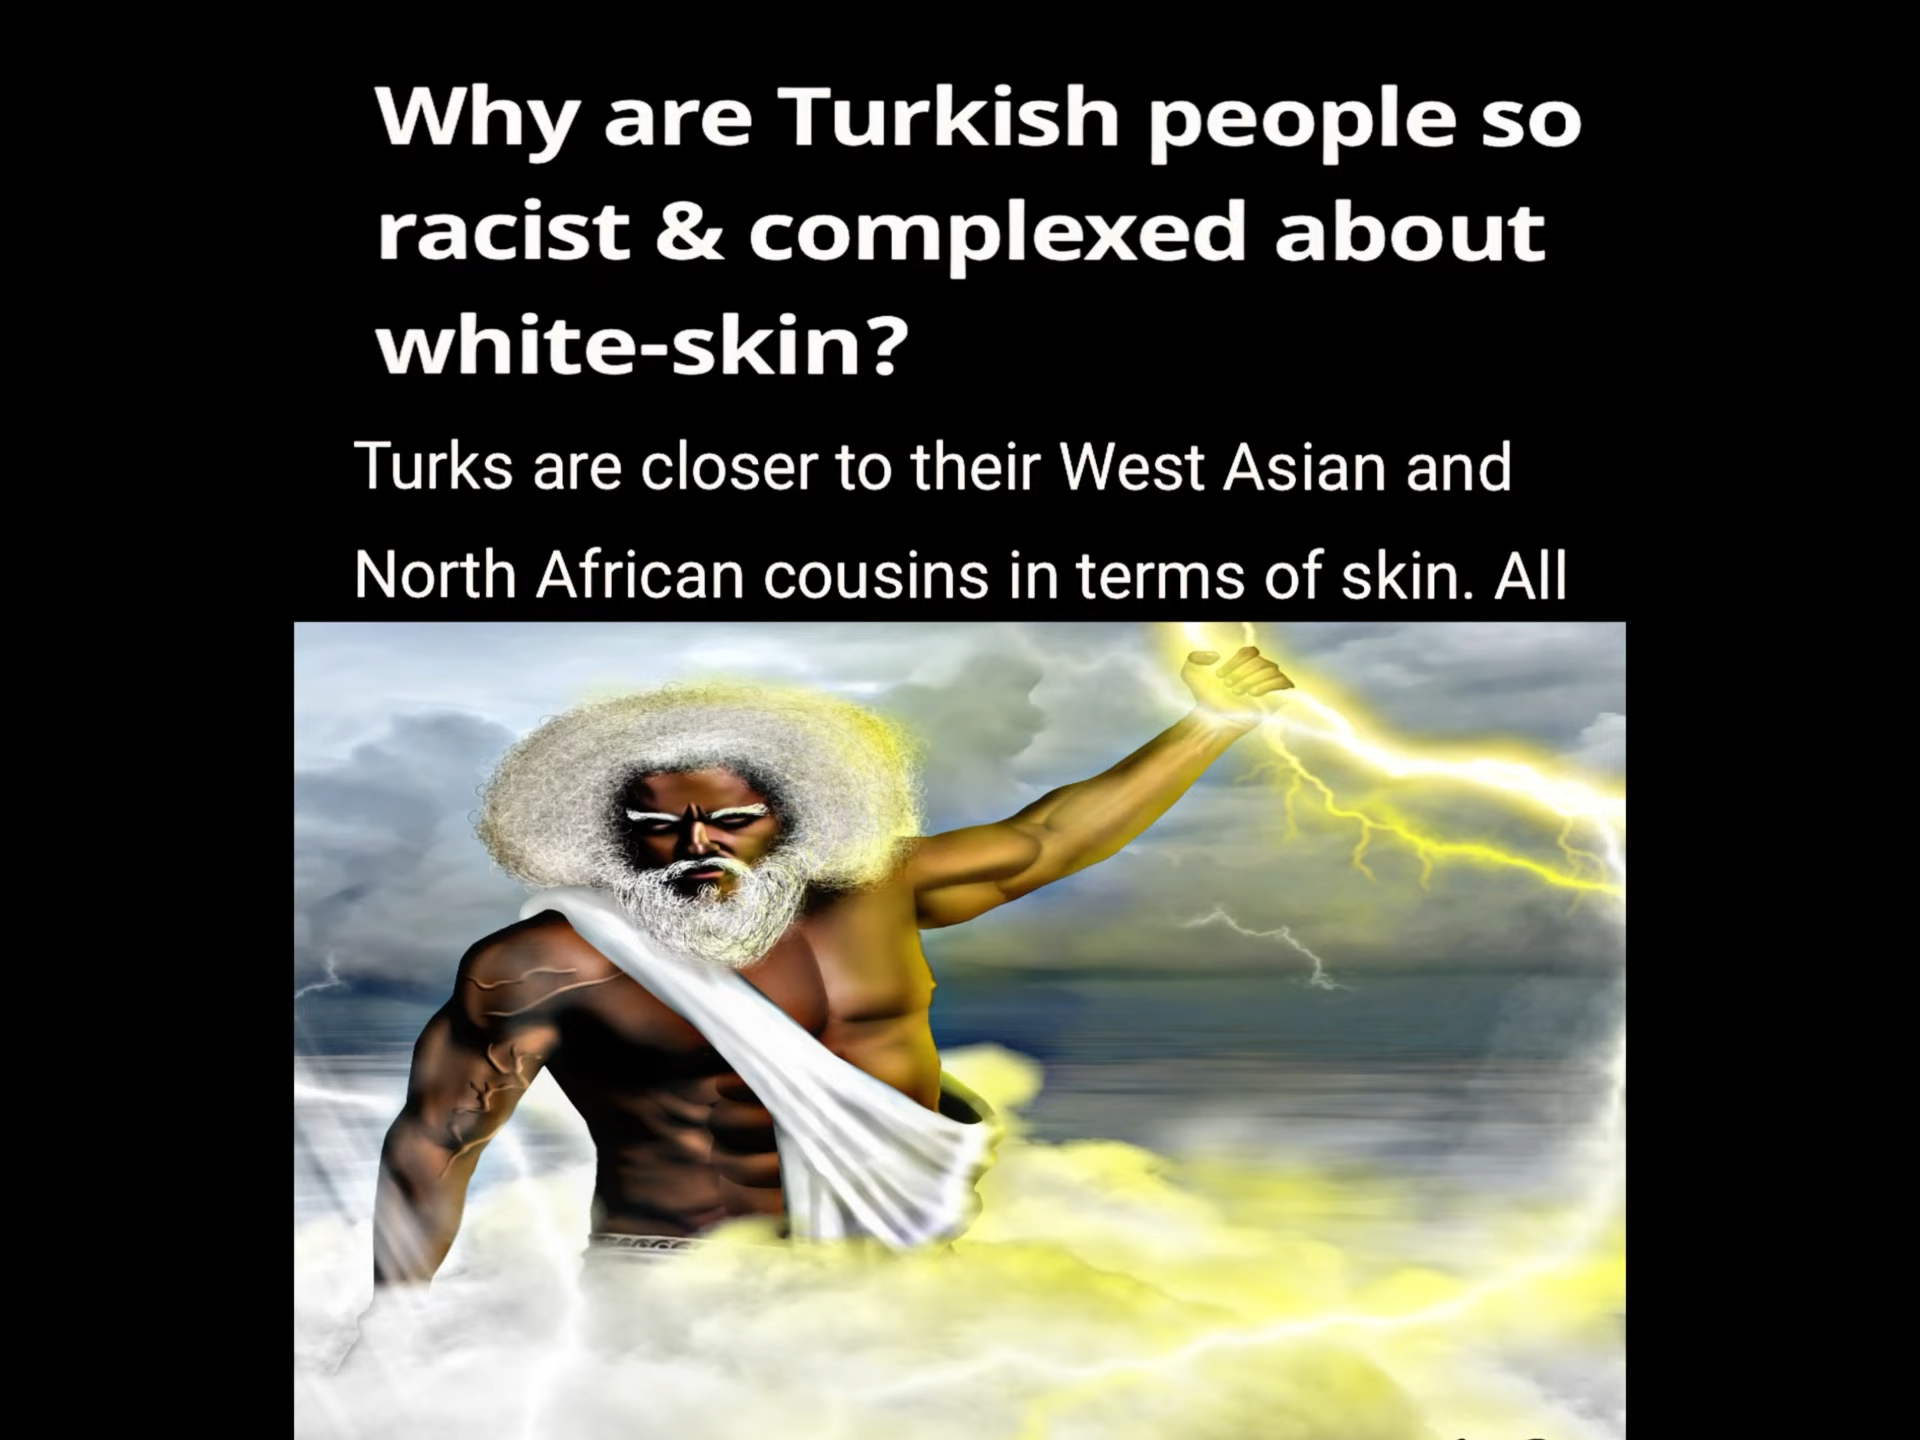 Why are Turkish people so
racist & complexed about
white-skin?
Turks are closer to their West Asian and
North African cousins in terms of skin. All